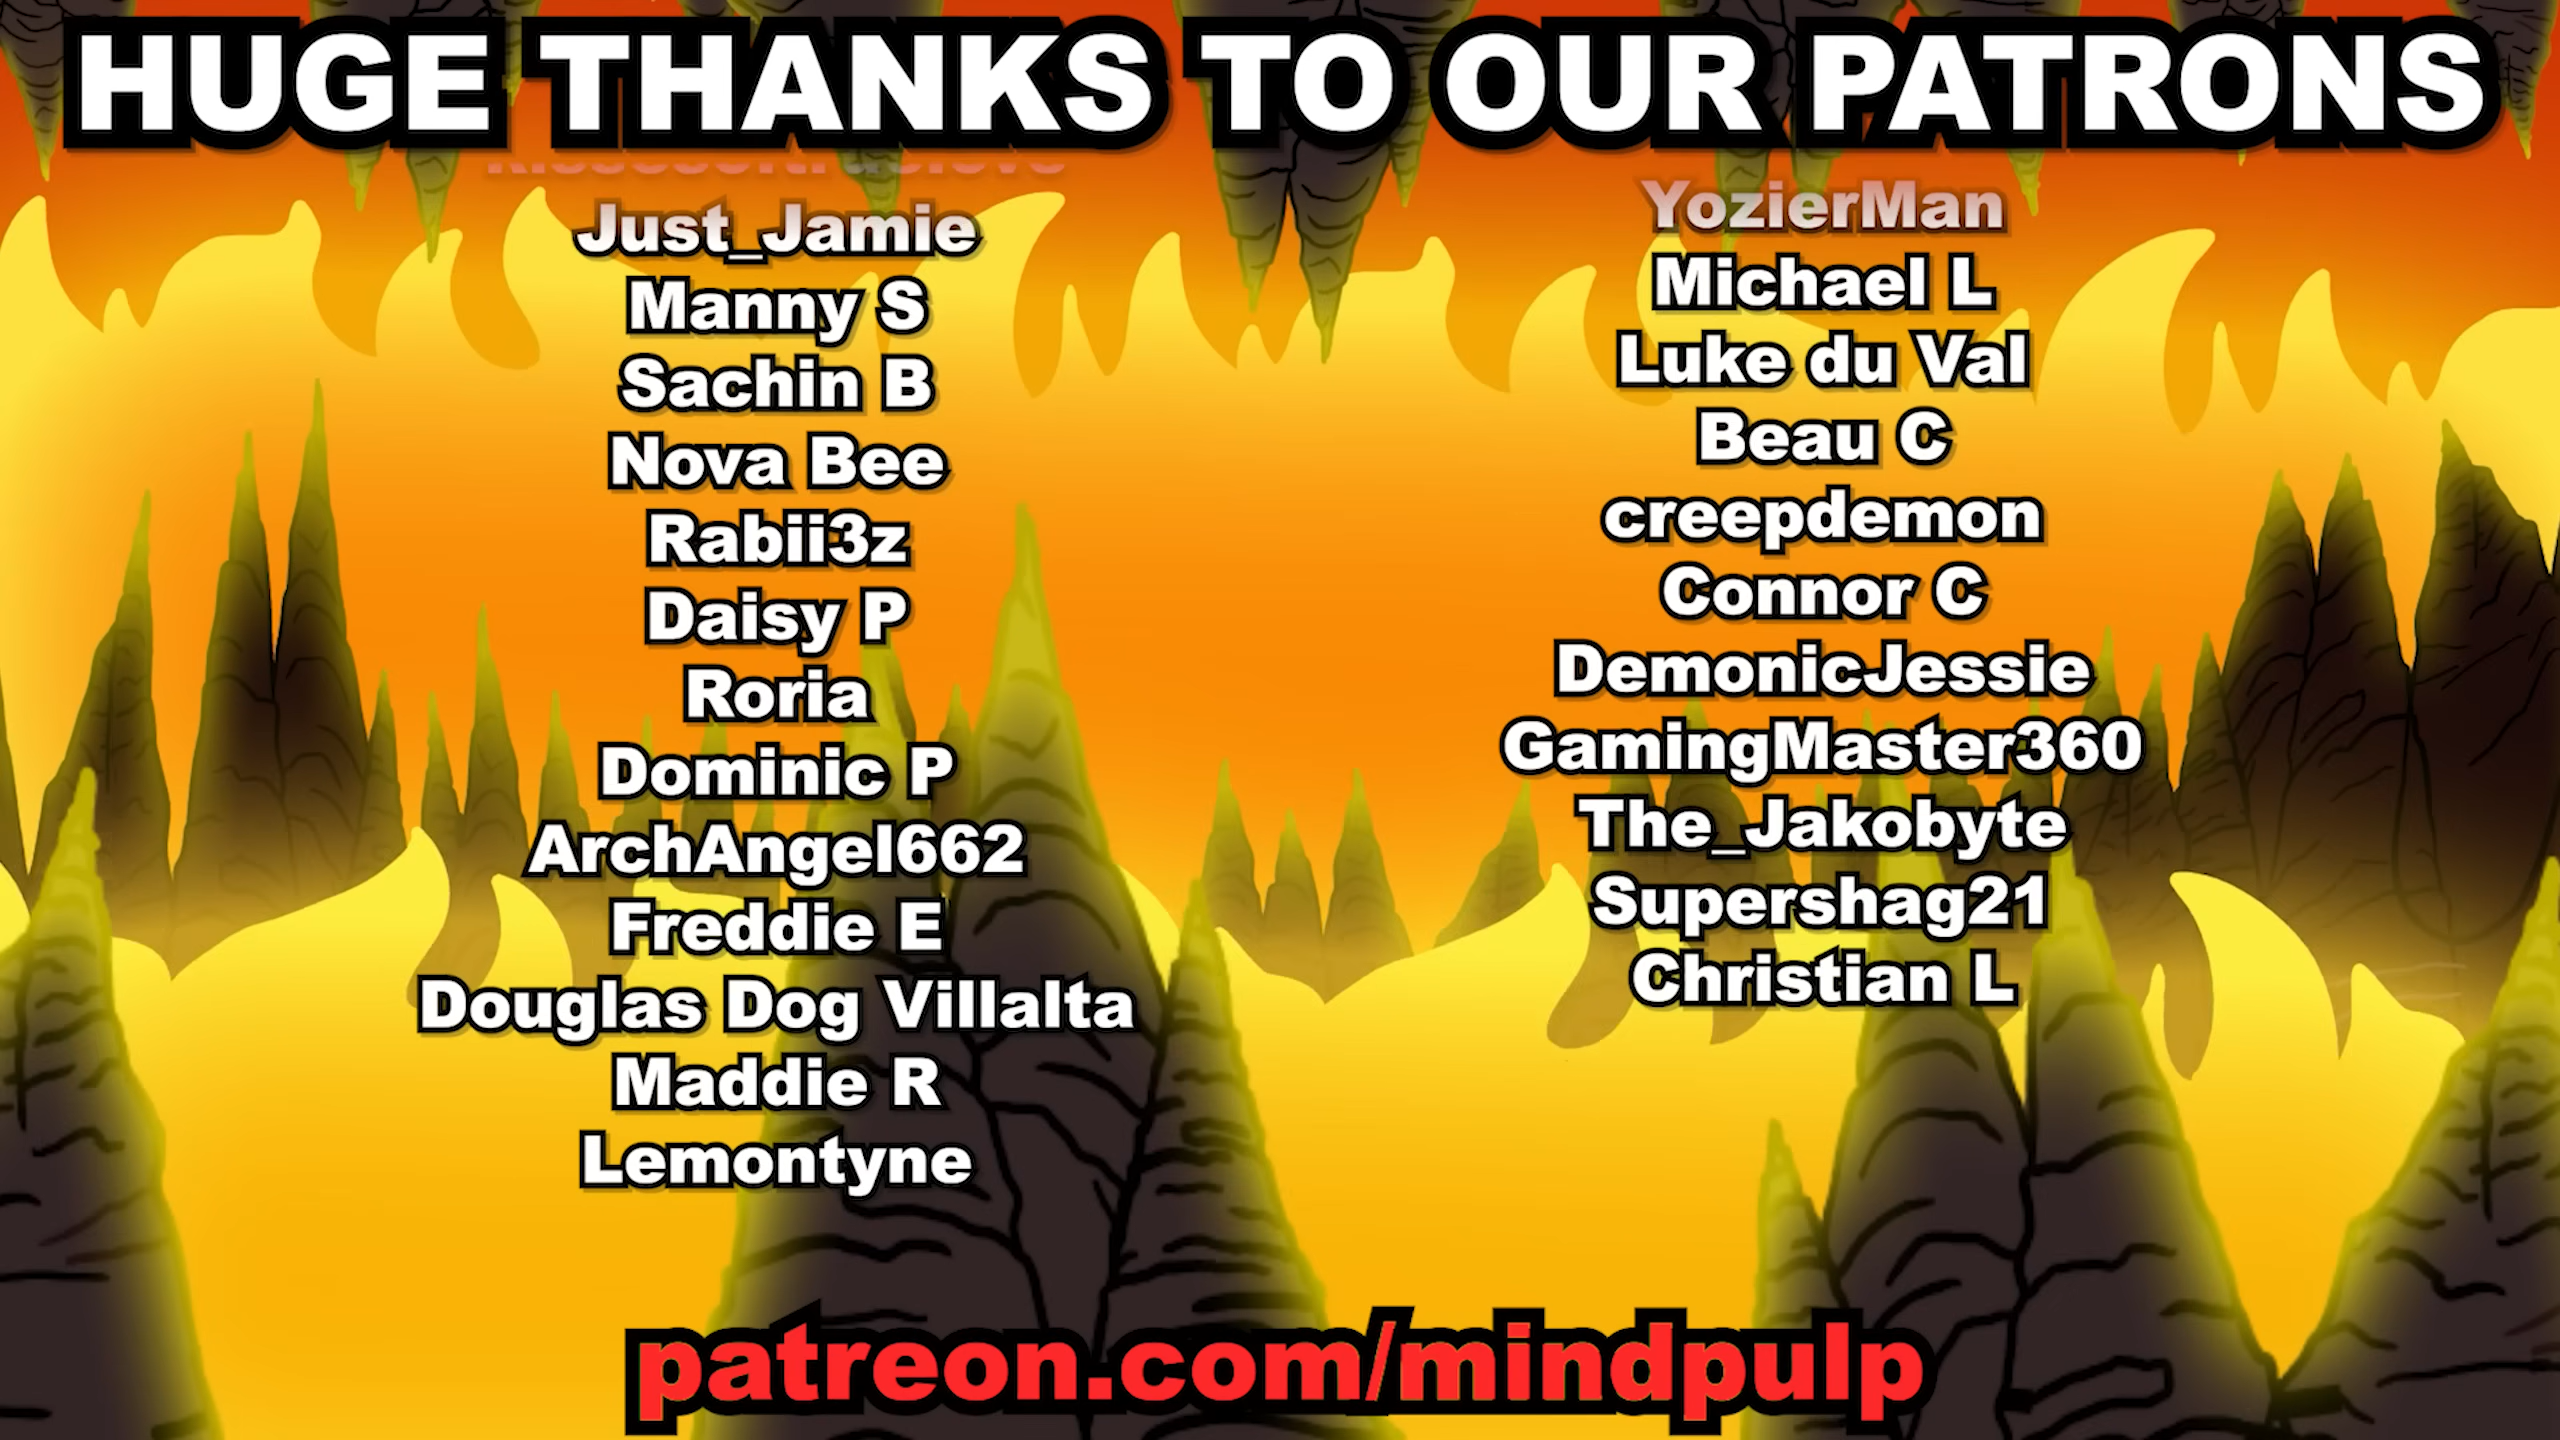 HUGE THANKS TO OUR PATRONS
Just_Jamie
Manny S
Sachin B
Nova Bee
Rabii3z
Daisy P
Roria
Dominic P
ArchAngel662
Freddie E
Douglas Dog Villalta
Maddie R
Lemontyne
YozierMan
Michael L
Luke du Val
Beau C
creepdemon
Connor C
DemonicJessie
GamingMaster360
The_Jakobyte
Supershag21
Christian L
patreon.com/mindpulp